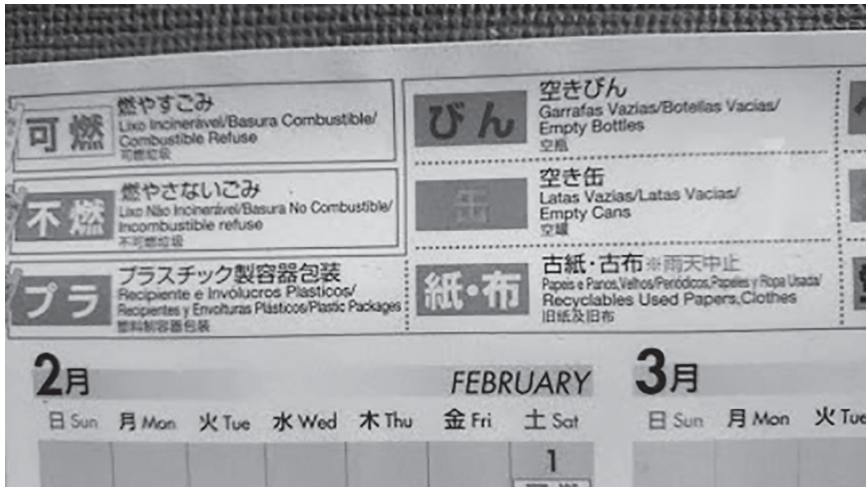 可燃
燃やすごみ
Lixo Incinerável/Basura Combustible/
Combustible Refuse
可燃垃圾
不燃
燃やさないごみ
Lixo Não Incinerável/Basura No Combustible/
Incombustible refuse
不可燃垃圾
プラ
プラスチック製容器包装
Recipiente e Invólucros Plásticos/
Recipientes y Envolturas Plásticos/Plastic Packages
塑料制容器包装
びん
空きびん
Garrafas Vazias/Botellas Vacias/
Empty Bottles
空瓶
缶
空き缶
Latas Vazias/Latas Vacias/
Empty Cans
空罐
紙・布
古紙・古布※雨天中止
Papeis e Panos,Velhos/Periódicos,Papeles y Ropa Usada/
Recyclables Used Papers,Clothes
旧紙及旧布
2月 FEBRUARY
日 Sun 月 Mon 火 Tue 水 Wed 木 Thu 金 Fri 土 Sat
1
3月
日 Sun 月 Mon 火 Tue